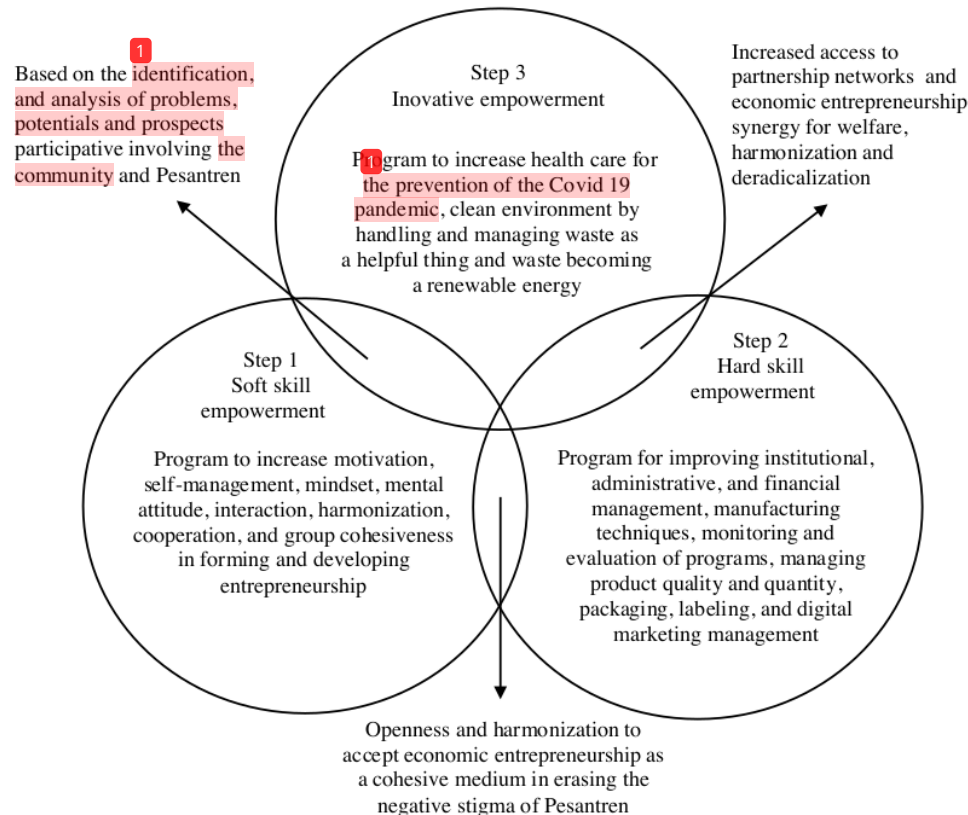 1
Based on the identification,
and analysis of problems,
potentials and prospects
participative involving the
community and Pesantren
Step 3
Inovative empowerment
1
Program to increase health care for
the prevention of the Covid 19
pandemic, clean environment by
handling and managing waste as
a helpful thing and waste becoming
a renewable energy
Increased access to
partnership networks and
economic entrepreneurship
synergy for welfare,
harmonization and
deradicalization
Step 1
Soft skill
empowerment
Program to increase motivation,
self-management, mindset, mental
attitude, interaction, harmonization,
cooperation, and group cohesiveness
in forming and developing
entrepreneurship
Step 2
Hard skill
empowerment
Program for improving institutional,
administrative, and financial
management, manufacturing
techniques, monitoring and
evaluation of programs, managing
product quality and quantity,
packaging, labeling, and digital
marketing management
Openness and harmonization to
accept economic entrepreneurship as
a cohesive medium in erasing the
negative stigma of Pesantren